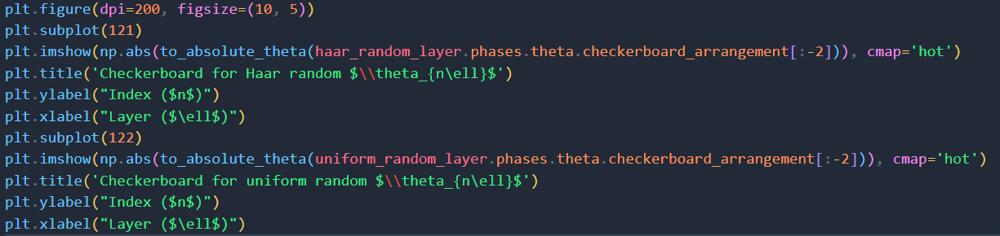 plt.figure(dpi=200, figsize=(10, 5))
plt.subplot(121)
plt.imshow(np.abs(to_absolute_theta(haar_random_layer.phases.theta.checkerboard_arrangement[:-2])), cmap='hot')
plt.title('Checkerboard for Haar random $\\theta_{n\ell}$')
plt.ylabel("Index ($n$)")
plt.xlabel("Layer ($\ell$)")
plt.subplot(122)
plt.imshow(np.abs(to_absolute_theta(uniform_random_layer.phases.theta.checkerboard_arrangement[:-2])), cmap='hot')
plt.title('Checkerboard for uniform random $\\theta_{n\ell}$')
plt.ylabel("Index ($n$)")
plt.xlabel("Layer ($\ell$)")